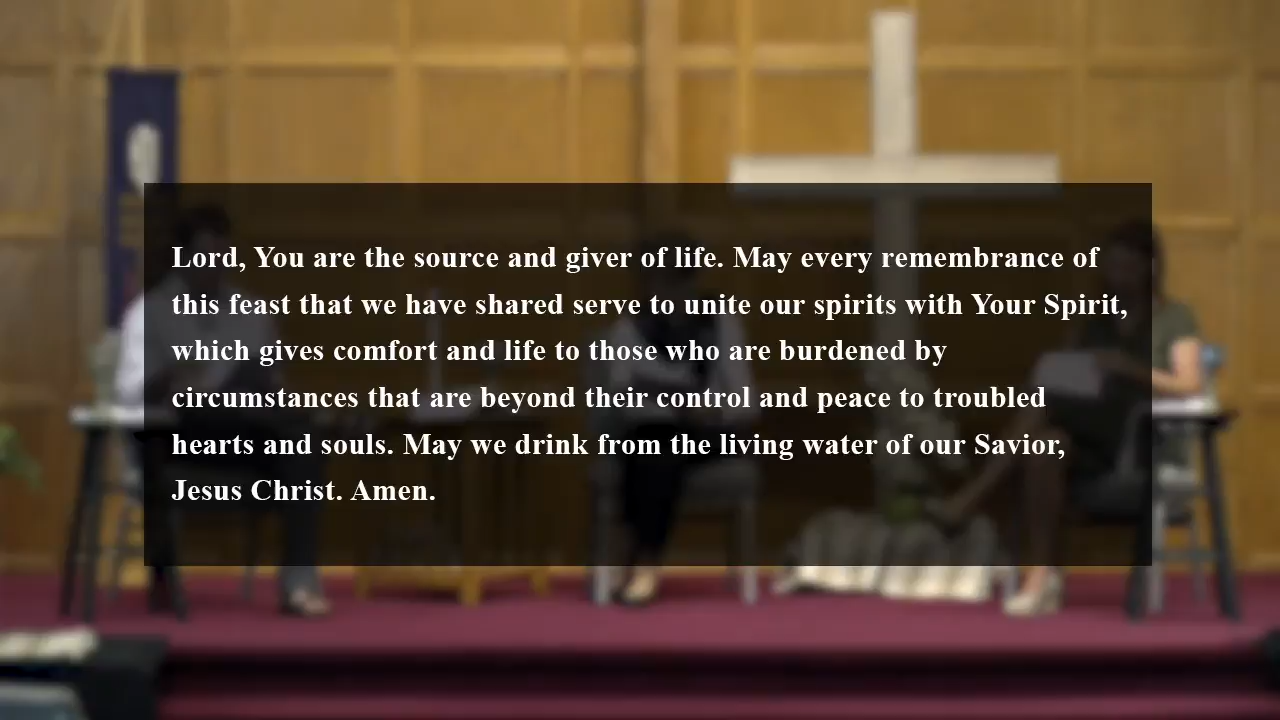 Lord, You are the source and giver of life. May every remembrance of
this feast that we have shared serve to unite our spirits with Your Spirit,
which gives comfort and life to those who are burdened by
circumstances that are beyond their control and peace to troubled
hearts and souls. May we drink from the living water of our Savior,
Jesus Christ. Amen.